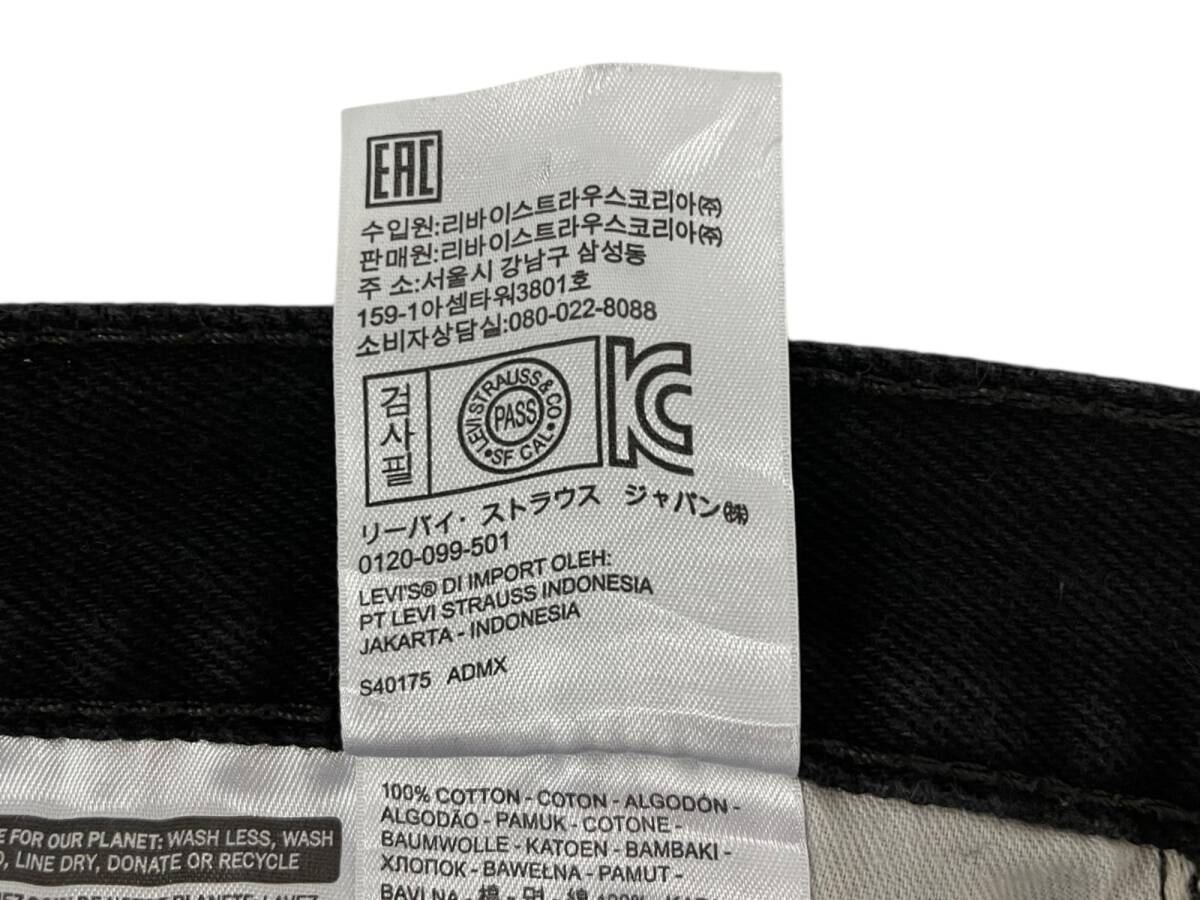 EAC
수입원:리바이스트라우스코리아㈜
판매원:리바이스트라우스코리아㈜
주 소:서울시 강남구 삼성동
159-1아셈타워3801호
소비자상담실:080-022-8088
검사필
LEVI STRAUSS & CO.
PASS
SF CAL
KC
リーバイ・ストラウス ジャパン㈱
0120-099-501
LEVI'S® DI IMPORT OLEH:
PT LEVI STRAUSS INDONESIA
JAKARTA - INDONESIA
S40175 ADMX
FOR OUR PLANET: WASH LESS, WASH
LINE DRY, DONATE OR RECYCLE
100% COTTON - COTON - ALGODÓN -
ALGODÃO - PAMUK - COTONE -
BAUMWOLLE - KATOEN - BAMBAKI -
ХЛОПОК - BAWEŁNA - PAMUT -